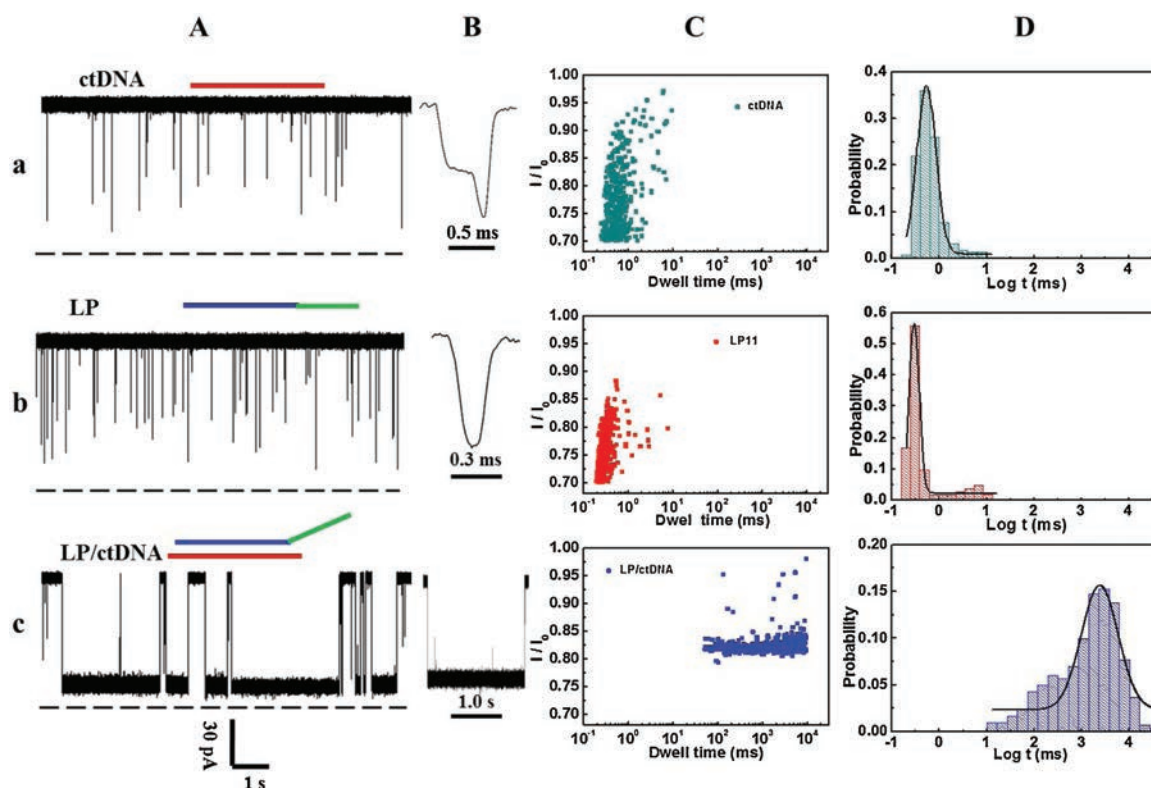 A B C D
a
ctDNA
0.5 ms
I / I₀
1.00
0.95
0.90
0.85
0.80
0.75
0.70
ctDNA
10⁻¹ 10⁰ 10¹ 10² 10³ 10⁴
Dwell time (ms)
Probability
0.4
0.3
0.2
0.1
0.0
-1 0 1 2 3 4
Log t (ms)
b
LP
0.3 ms
I / I₀
1.00
0.95
0.90
0.85
0.80
0.75
0.70
LP11
10⁻¹ 10⁰ 10¹ 10² 10³ 10⁴
Dwel time (ms)
Probability
0.6
0.5
0.4
0.3
0.2
0.1
0.0
-1 0 1 2 3 4
Log t (ms)
c
LP/ctDNA
30 pA
1 s
1.0 s
I / I₀
1.00
0.95
0.90
0.85
0.80
0.75
0.70
LP/ctDNA
10⁻¹ 10⁰ 10¹ 10² 10³ 10⁴
Dwell time (ms)
Probability
0.20
0.15
0.10
0.05
0.00
-1 0 1 2 3 4
Log t (ms)